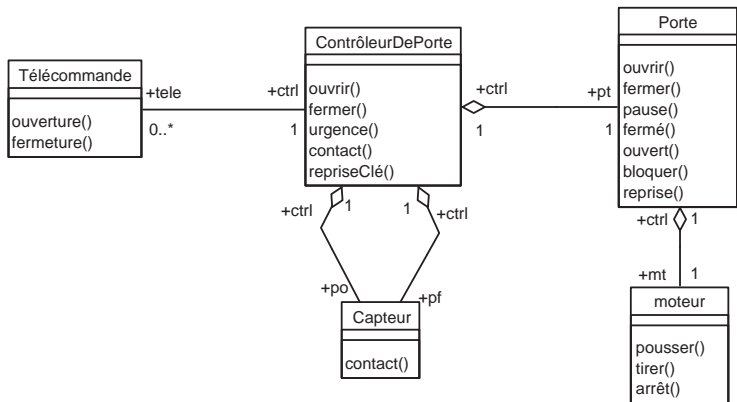 Télécommande
ouverture()
fermeture()
+tele
0..*
+ctrl
1
ContrôleurDePorte
ouvrir()
fermer()
urgence()
contact()
repriseClé()
+ctrl
1
+pt
1
Porte
ouvrir()
fermer()
pause()
fermé()
ouvert()
bloquer()
reprise()
+ctrl
1
1
+ctrl
+po
+pf
Capteur
contact()
+ctrl
1
+mt
1
moteur
pousser()
tirer()
arrêt()